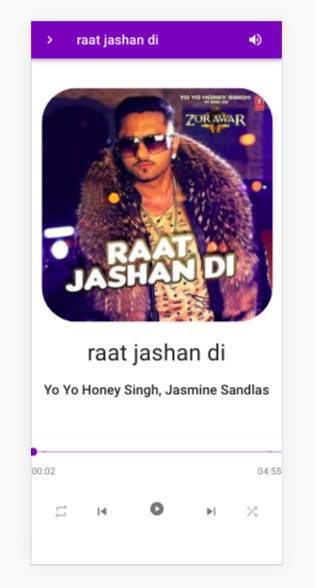 raat jashan di
YO YO HONEY SINGH
ZORAWAR
RAAT
JASHAN DI
raat jashan di
Yo Yo Honey Singh, Jasmine Sandlas
00:02 04:55